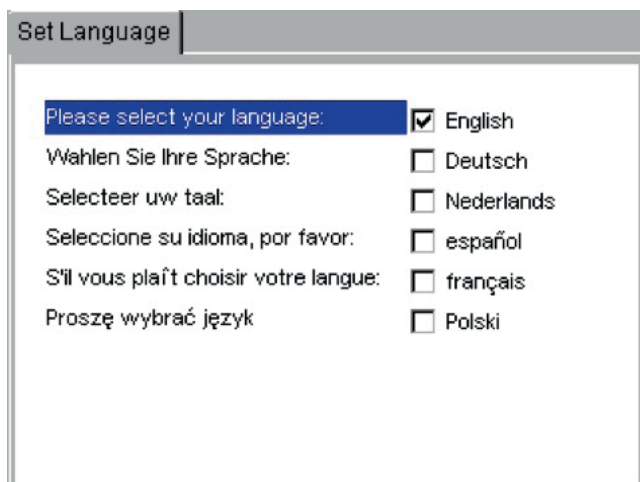 Set Language
Please select your language: English
Wahlen Sie Ihre Sprache: Deutsch
Selecteer uw taal: Nederlands
Seleccione su idioma, por favor: español
S'il vous plaît choisir votre langue: français
Proszę wybrać język Polski